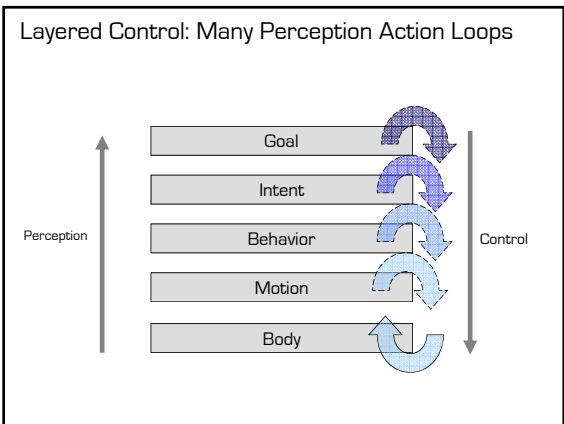 Layered Control: Many Perception Action Loops
Goal
Intent
Perception
Behavior
Control
Motion
Body